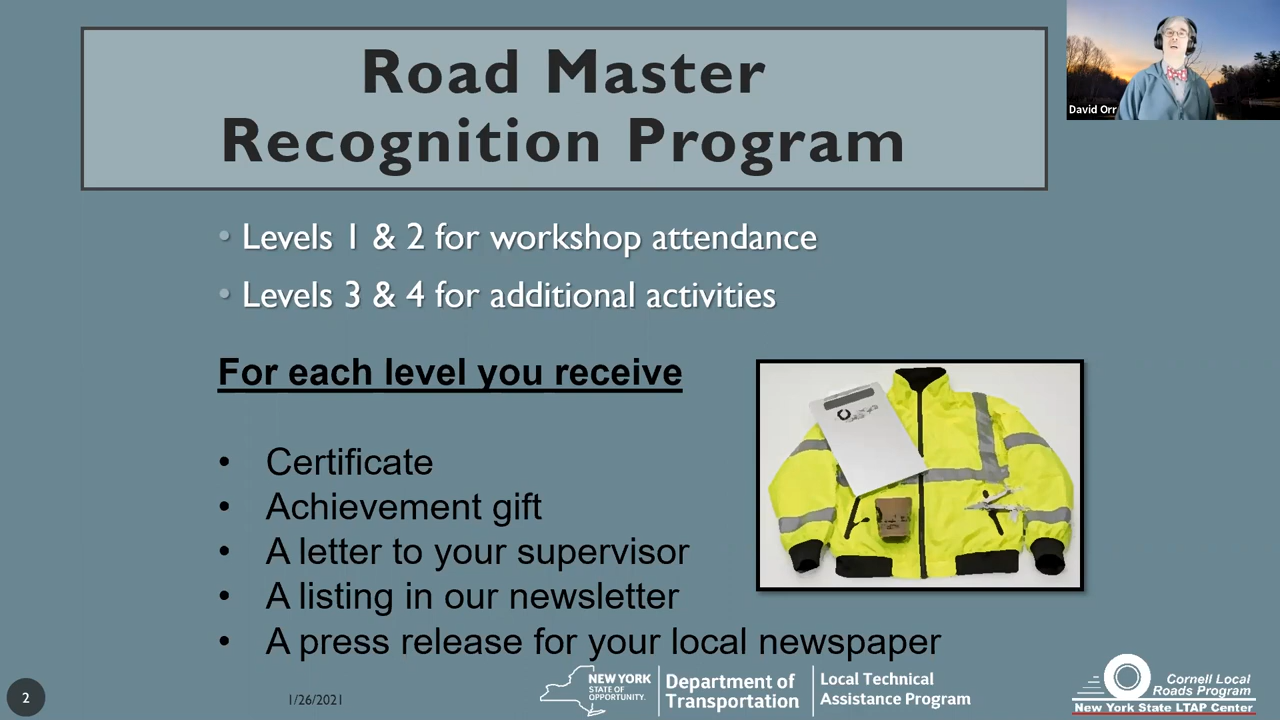 Road Master
Recognition Program
David Orr
• Levels 1 & 2 for workshop attendance
• Levels 3 & 4 for additional activities
For each level you receive
• Certificate
• Achievement gift
• A letter to your supervisor
• A listing in our newsletter
• A press release for your local newspaper
2
1/26/2021
NEW YORK
STATE OF
OPPORTUNITY.
Department of
Transportation
Local Technical
Assistance Program
Cornell Local
Roads Program
New York State LTAP Center